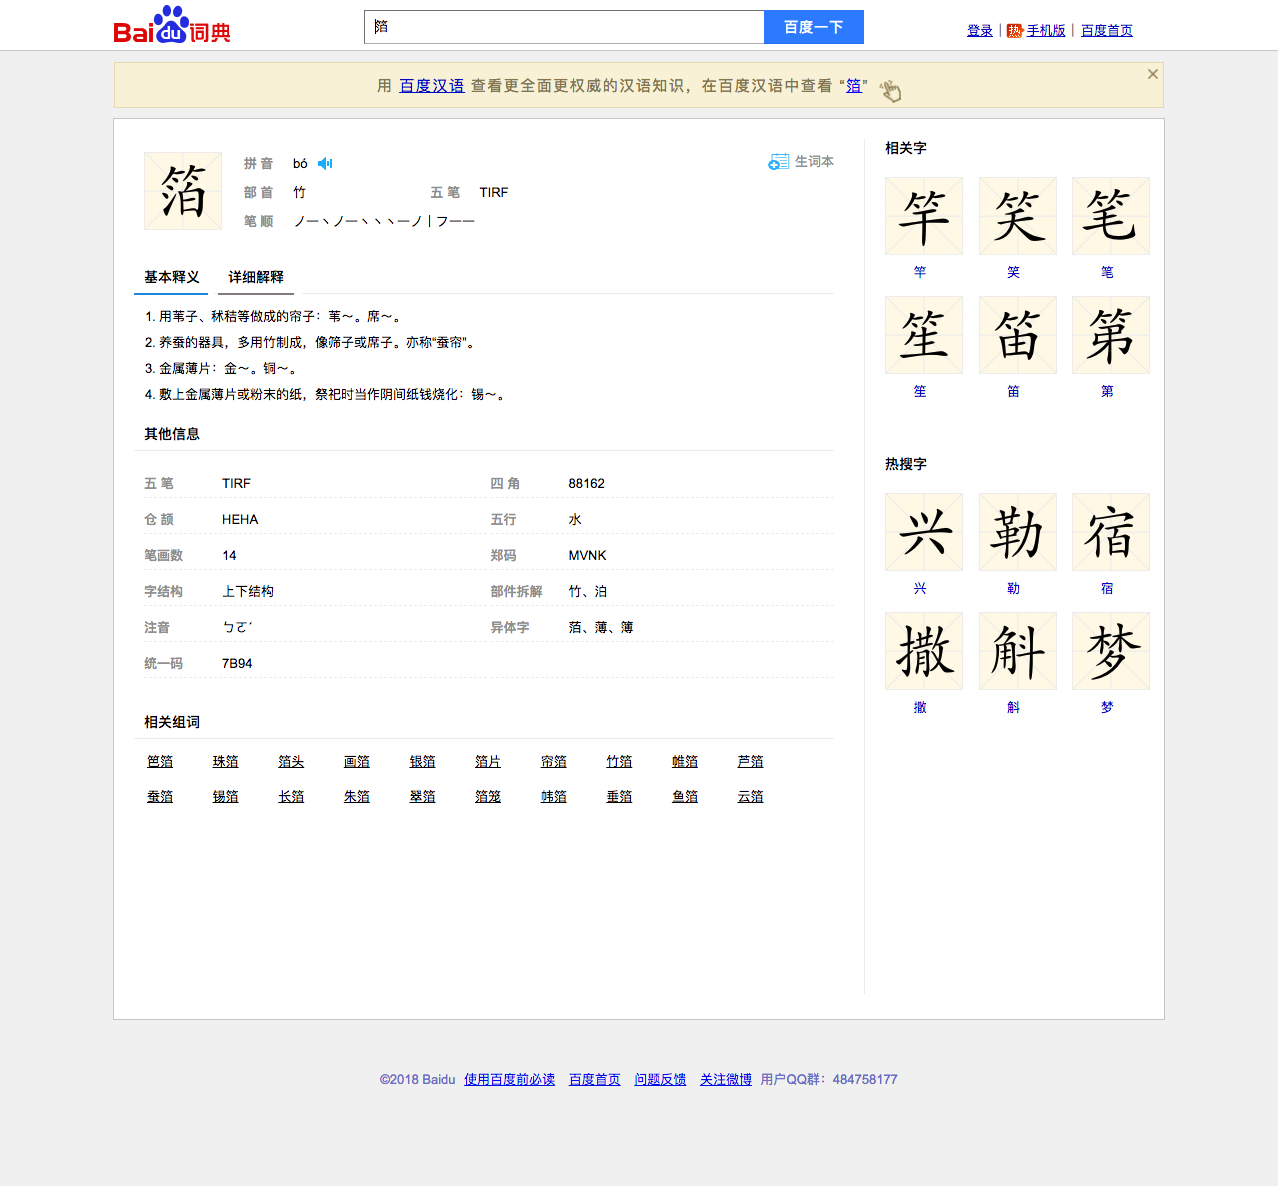 Baidu词典
箔
百度一下
登录 | 热 手机版 | 百度首页
用 百度汉语 查看更全面更权威的汉语知识，在百度汉语中查看 “箔”
箔
拼 音 bó
生词本
部 首 竹 五 笔 TIRF
笔 顺 ノ一丶ノ一丶丶丶一ノ丨フ一一
基本释义 详细解释
1. 用苇子、秫秸等做成的帘子：苇～。席～。
2. 养蚕的器具，多用竹制成，像筛子或席子。亦称“蚕帘”。
3. 金属薄片：金～。铜～。
4. 敷上金属薄片或粉末的纸，祭祀时当作阴间纸钱烧化：锡～。
其他信息
五 笔 TIRF 四 角 88162
仓 颉 HEHA 五行 水
笔画数 14 郑码 MVNK
字结构 上下结构 部件拆解 竹、泊
注音 ㄅㄛˊ 异体字 萡、薄、簿
统一码 7B94
相关组词
笆箔 珠箔 箔头 画箔 银箔 箔片 帘箔 竹箔 帷箔 芦箔
蚕箔 锡箔 长箔 朱箔 翠箔 箔笼 帏箔 垂箔 鱼箔 云箔
相关字
竿 笑 笔
竿 笑 笔
笙 笛 第
笙 笛 第
热搜字
兴 勒 宿
兴 勒 宿
撒 斛 梦
撒 斛 梦
©2018 Baidu 使用百度前必读 百度首页 问题反馈 关注微博 用户QQ群：484758177